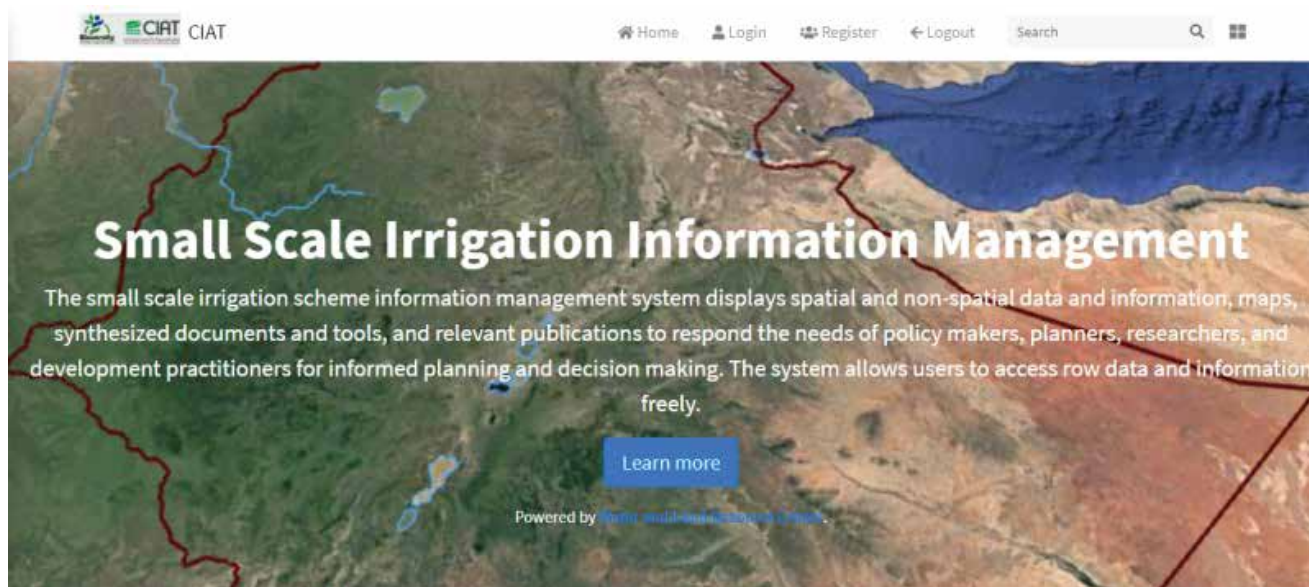 CIAT CIAT
Home Login Register Logout Search
Small Scale Irrigation Information Management
The small scale irrigation scheme information management system displays spatial and non-spatial data and information, maps,
synthesized documents and tools, and relevant publications to respond the needs of policy makers, planners, researchers, and
development practitioners for informed planning and decision making. The system allows users to access row data and information
freely.
Learn more
Powered by